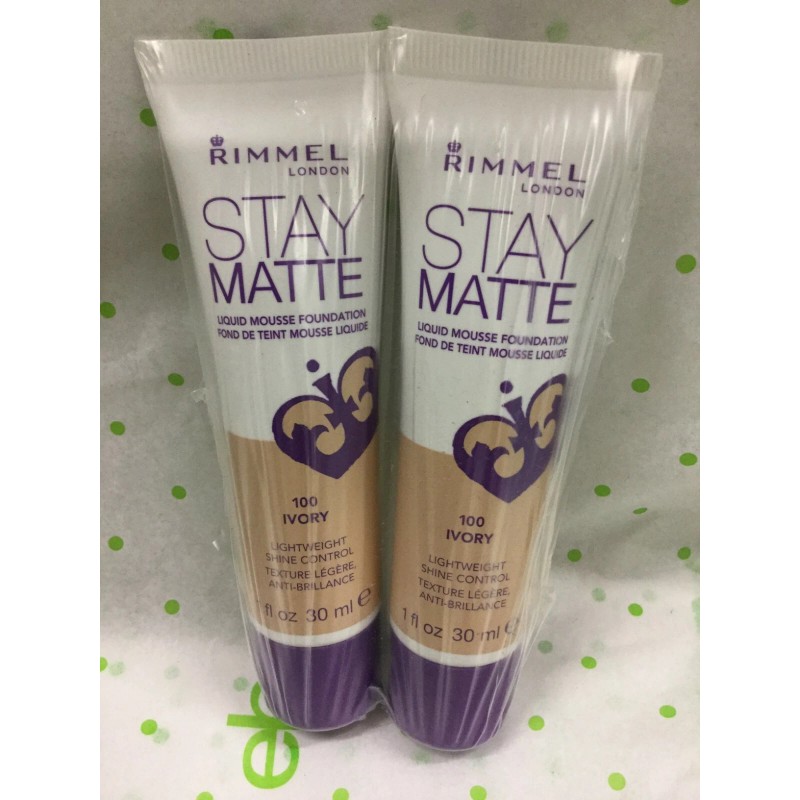 RIMMEL
LONDON
STAY
MATTE
LIQUID MOUSSE FOUNDATION
FOND DE TEINT MOUSSE LIQUIDE
100
IVORY
LIGHTWEIGHT
SHINE CONTROL
TEXTURE LÉGÈRE,
ANTI-BRILLANCE
fl oz 30 ml e
RIMMEL
LONDON
STAY
MATTE
LIQUID MOUSSE FOUNDATION
FOND DE TEINT MOUSSE LIQUIDE
100
IVORY
LIGHTWEIGHT
SHINE CONTROL
TEXTURE LÉGÈRE,
ANTI-BRILLANCE
1 fl oz 30 ml e
er